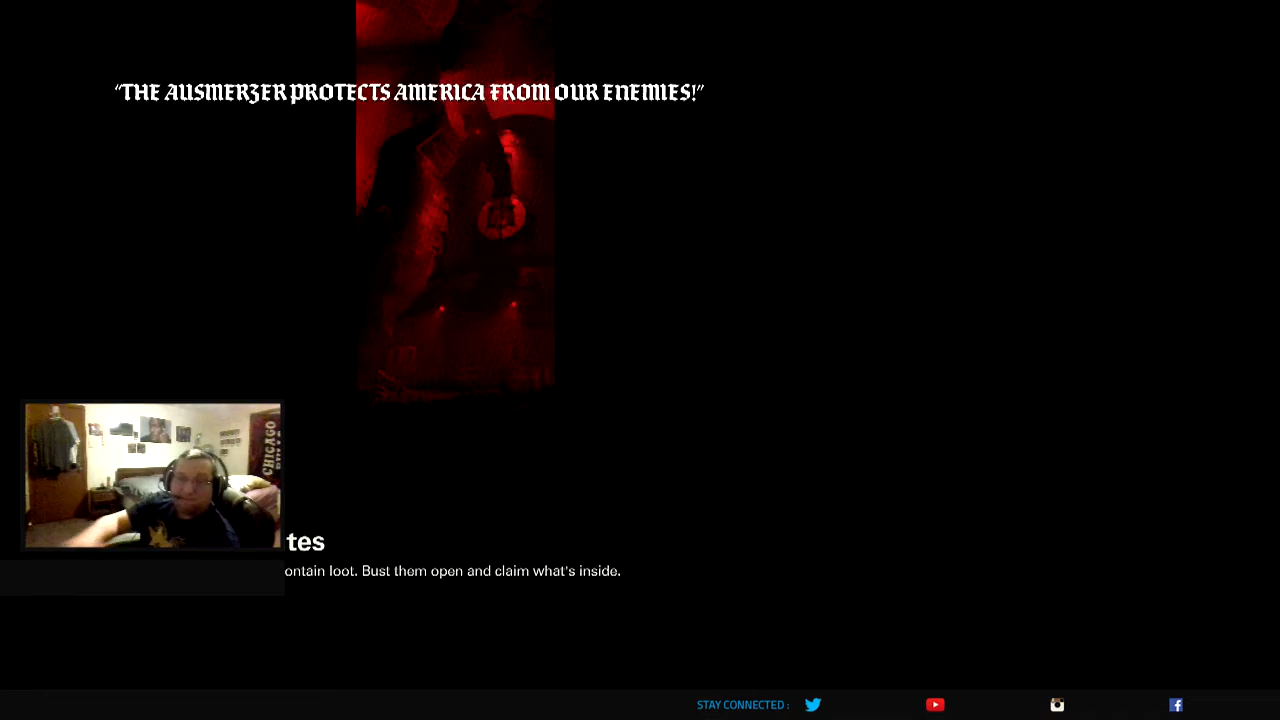 “THE AUSMERZER PROTECTS AMERICA FROM OUR ENEMIES!”
CHICAGO
tes
ontain loot. Bust them open and claim what's inside.
STAY CONNECTED :